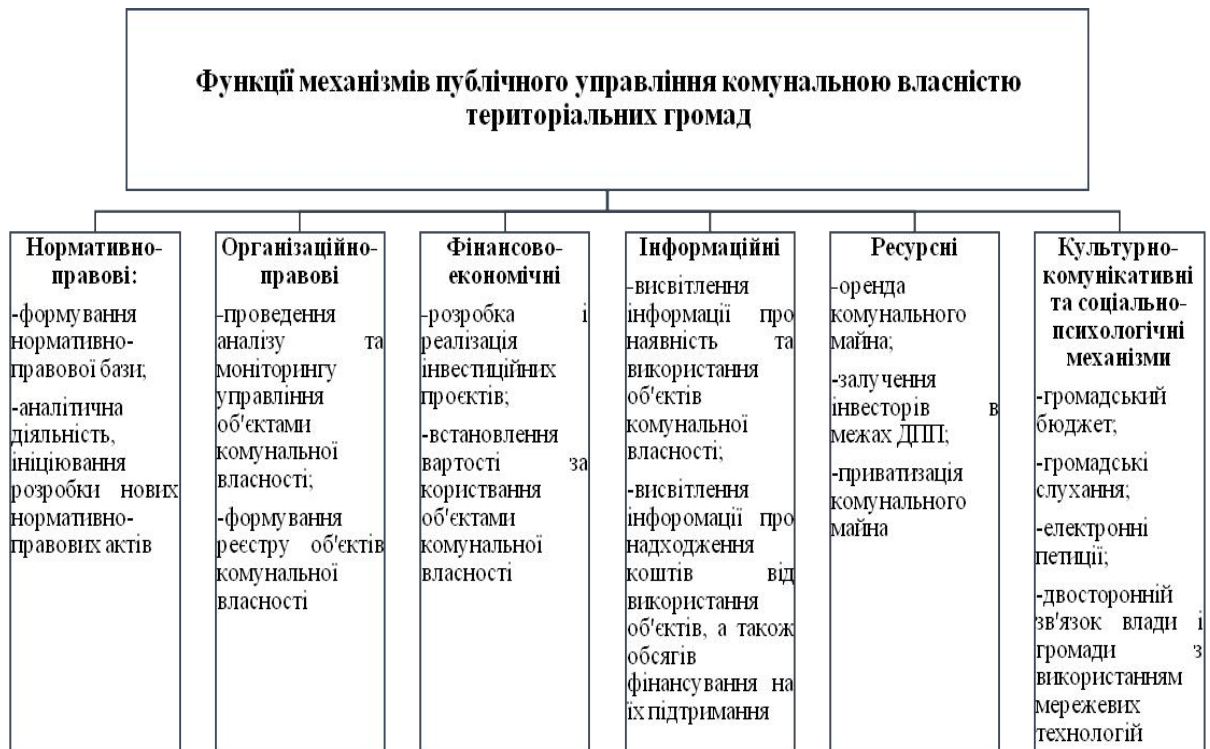 Функції механізмів публічного управління комунальною власністю
територіальних громад
Нормативно-
правові:
-формування
нормативно-
правової бази;
-аналітична
діяльність,
ініціювання
розробки нових
нормативно-
правових актів
Організаційно-
правові
-проведення
аналізу та
моніторингу
управління
об'єктами
комунальної
власності;
-формування
реєстру об'єктів
комунальної
власності
Фінансово-
економічні
-розробка і
реалізація
інвестиційних
проєктів;
-встановлення
вартості за
користвання
об'єктами
комунальної
власності
Інформаційні
-висвітлення
інформації про
наявність та
використання
об'єктів
комунальної
власності;
-висвітлення
інфоромації про
надходження
коштів від
використання
об'єктів, а також
обсягів
фінансування на
їх підтримання
Ресурсні
-оренда
комунального
майна;
-залучення
інвесторів в
межах ДПП;
-приватизація
комунального
майна
Культурно-
комунікативні
та соціально-
психологічні
механізми
-громадський
бюджет;
-громадські
слухання;
-електронні
петиції;
-двосторонній
зв'язок влади і
громади з
використанням
мережевих
технологій